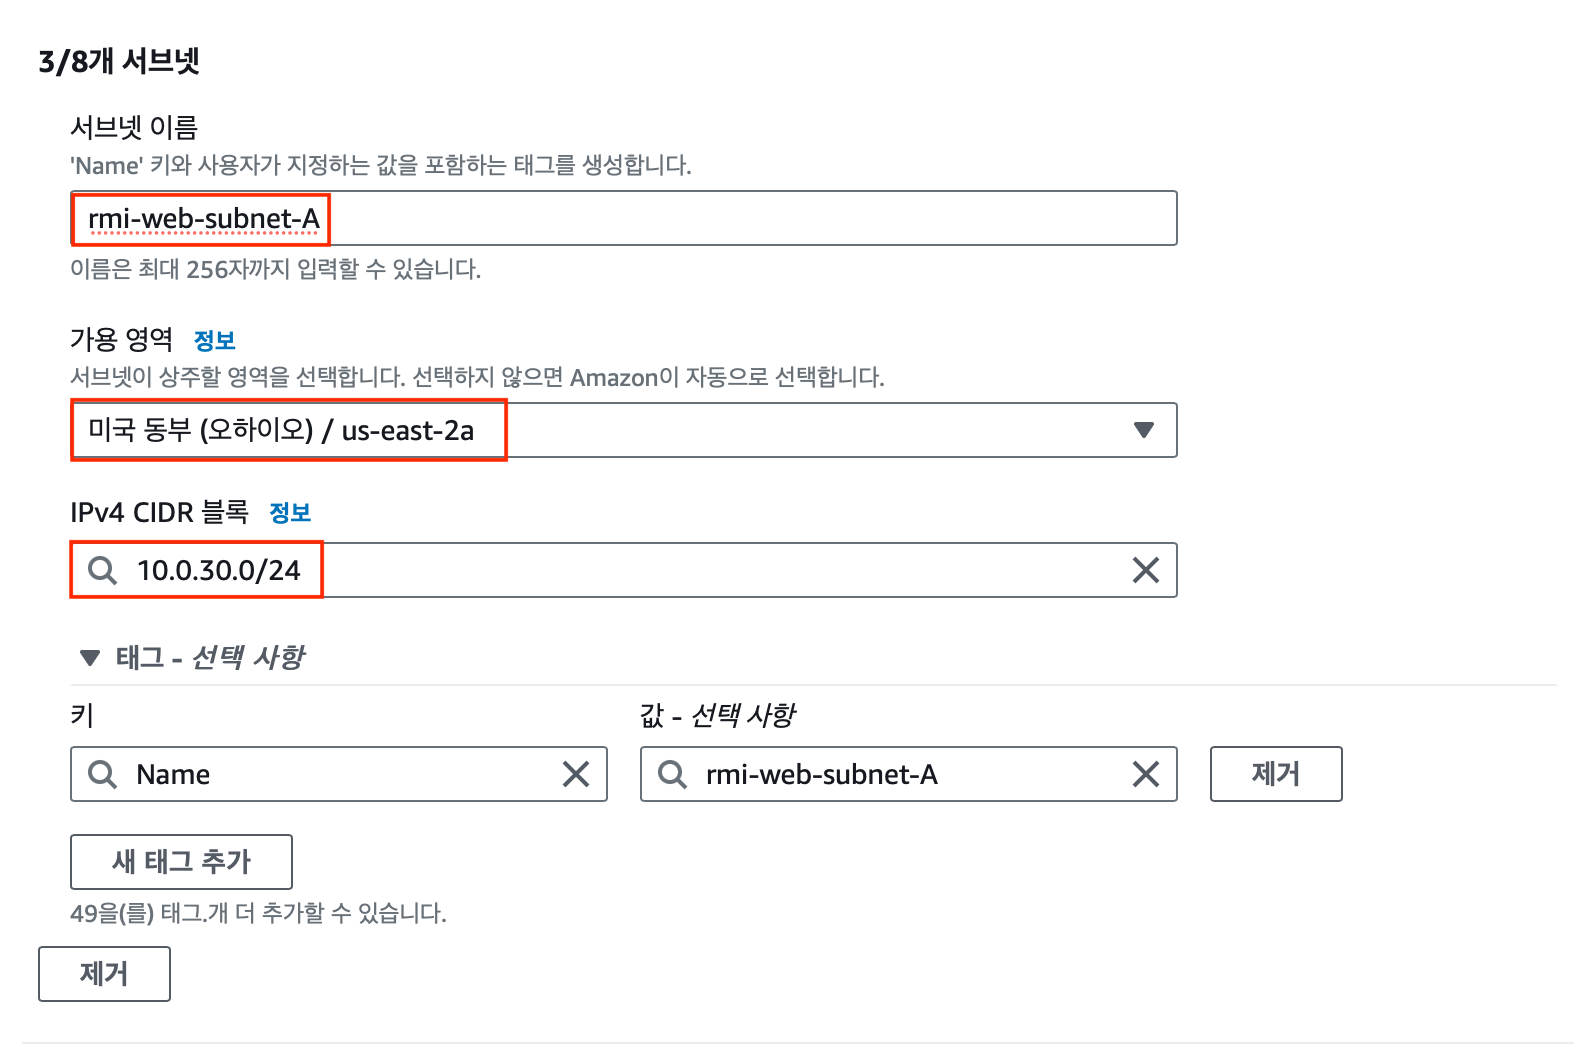 3/8개 서브넷
서브넷 이름
'Name' 키와 사용자가 지정하는 값을 포함하는 태그를 생성합니다.
rmi-web-subnet-A
이름은 최대 256자까지 입력할 수 있습니다.
가용 영역 정보
서브넷이 상주할 영역을 선택합니다. 선택하지 않으면 Amazon이 자동으로 선택합니다.
미국 동부 (오하이오) / us-east-2a
IPv4 CIDR 블록 정보
10.0.30.0/24
태그 - 선택 사항
키 값 - 선택 사항
Name rmi-web-subnet-A 제거
새 태그 추가
49을(를) 태그.개 더 추가할 수 있습니다.
제거